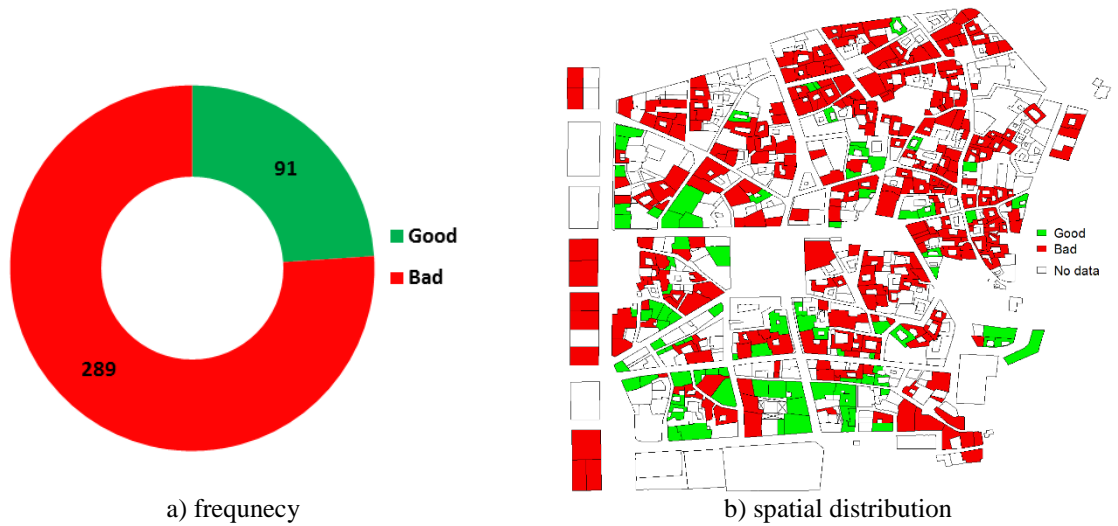 91
Good
Bad
289
Good
Bad
No data
a) frequnecy
b) spatial distribution